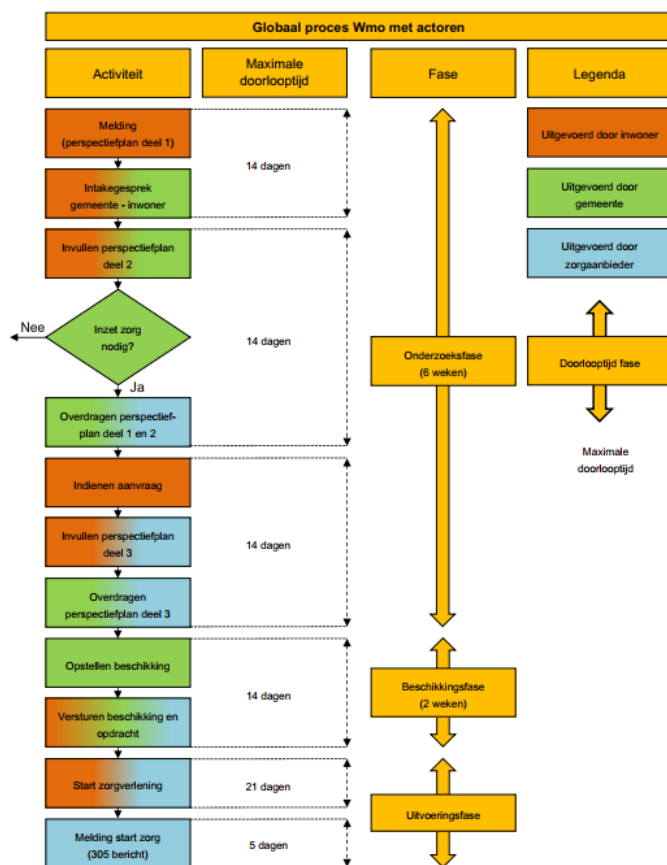 Globaal proces Wmo met actoren
Activiteit
Maximale
doorlooptijd
Fase
Legenda
Melding
(perspectiefplan deel 1)
14 dagen
Intakegesprek
gemeente - inwoner
Invullen perspectiefplan
deel 2
Nee
Inzet zorg
nodig?
14 dagen
Ja
Overdragen perspectief-
plan deel 1 en 2
Indienen aanvraag
Invullen perspectiefplan
deel 3
14 dagen
Overdragen
perspectiefplan deel 3
Opstellen beschikking
14 dagen
Versturen beschikking en
opdracht
Start zorgverlening
21 dagen
Melding start zorg
(305 bericht)
5 dagen
Onderzoeksfase
(6 weken)
Beschikkingsfase
(2 weken)
Uitvoeringsfase
Uitgevoerd door inwoner
Uitgevoerd door
gemeente
Uitgevoerd door
zorgaanbieder
Doorlooptijd fase
Maximale
doorlooptijd